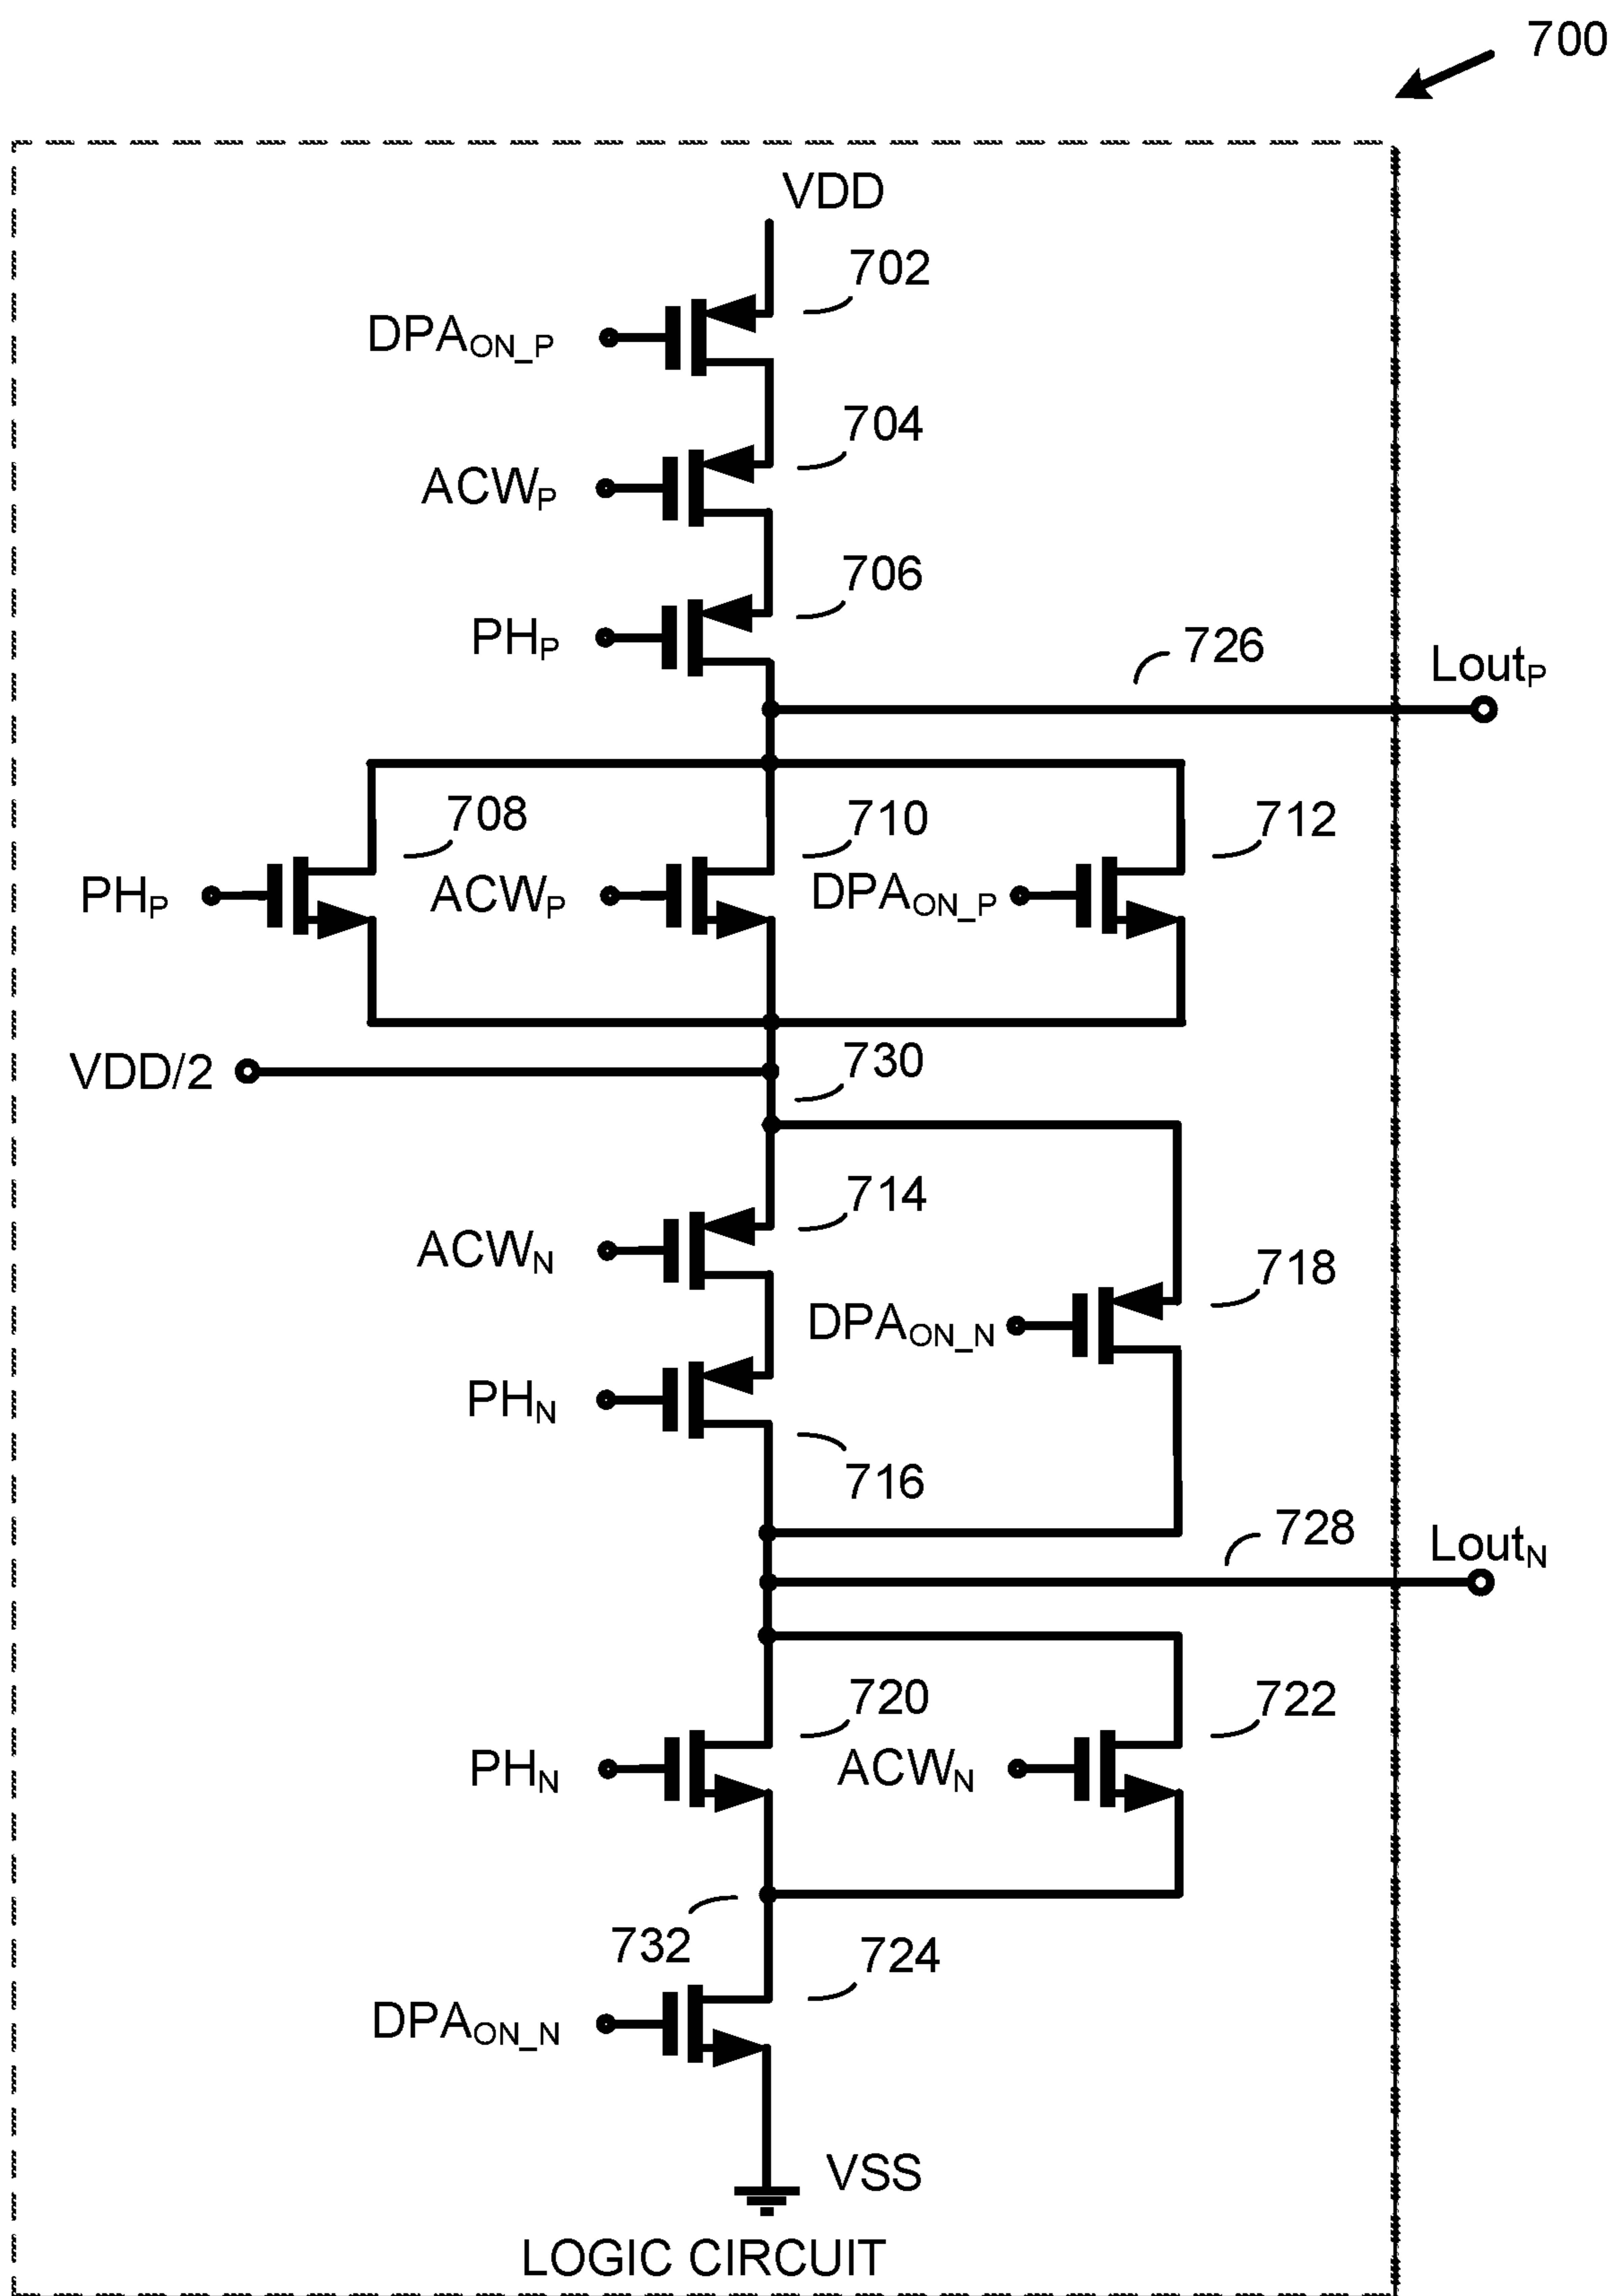 700
VDD
702
DPAON_P
704
ACWP
706
PHP
726
LoutP
708
710
712
PHP
ACWP
DPAON_P
VDD/2
730
714
ACWN
718
DPAON_N
PHN
716
728
LoutN
720
722
PHN
ACWN
732
724
DPAON_N
VSS
LOGIC CIRCUIT